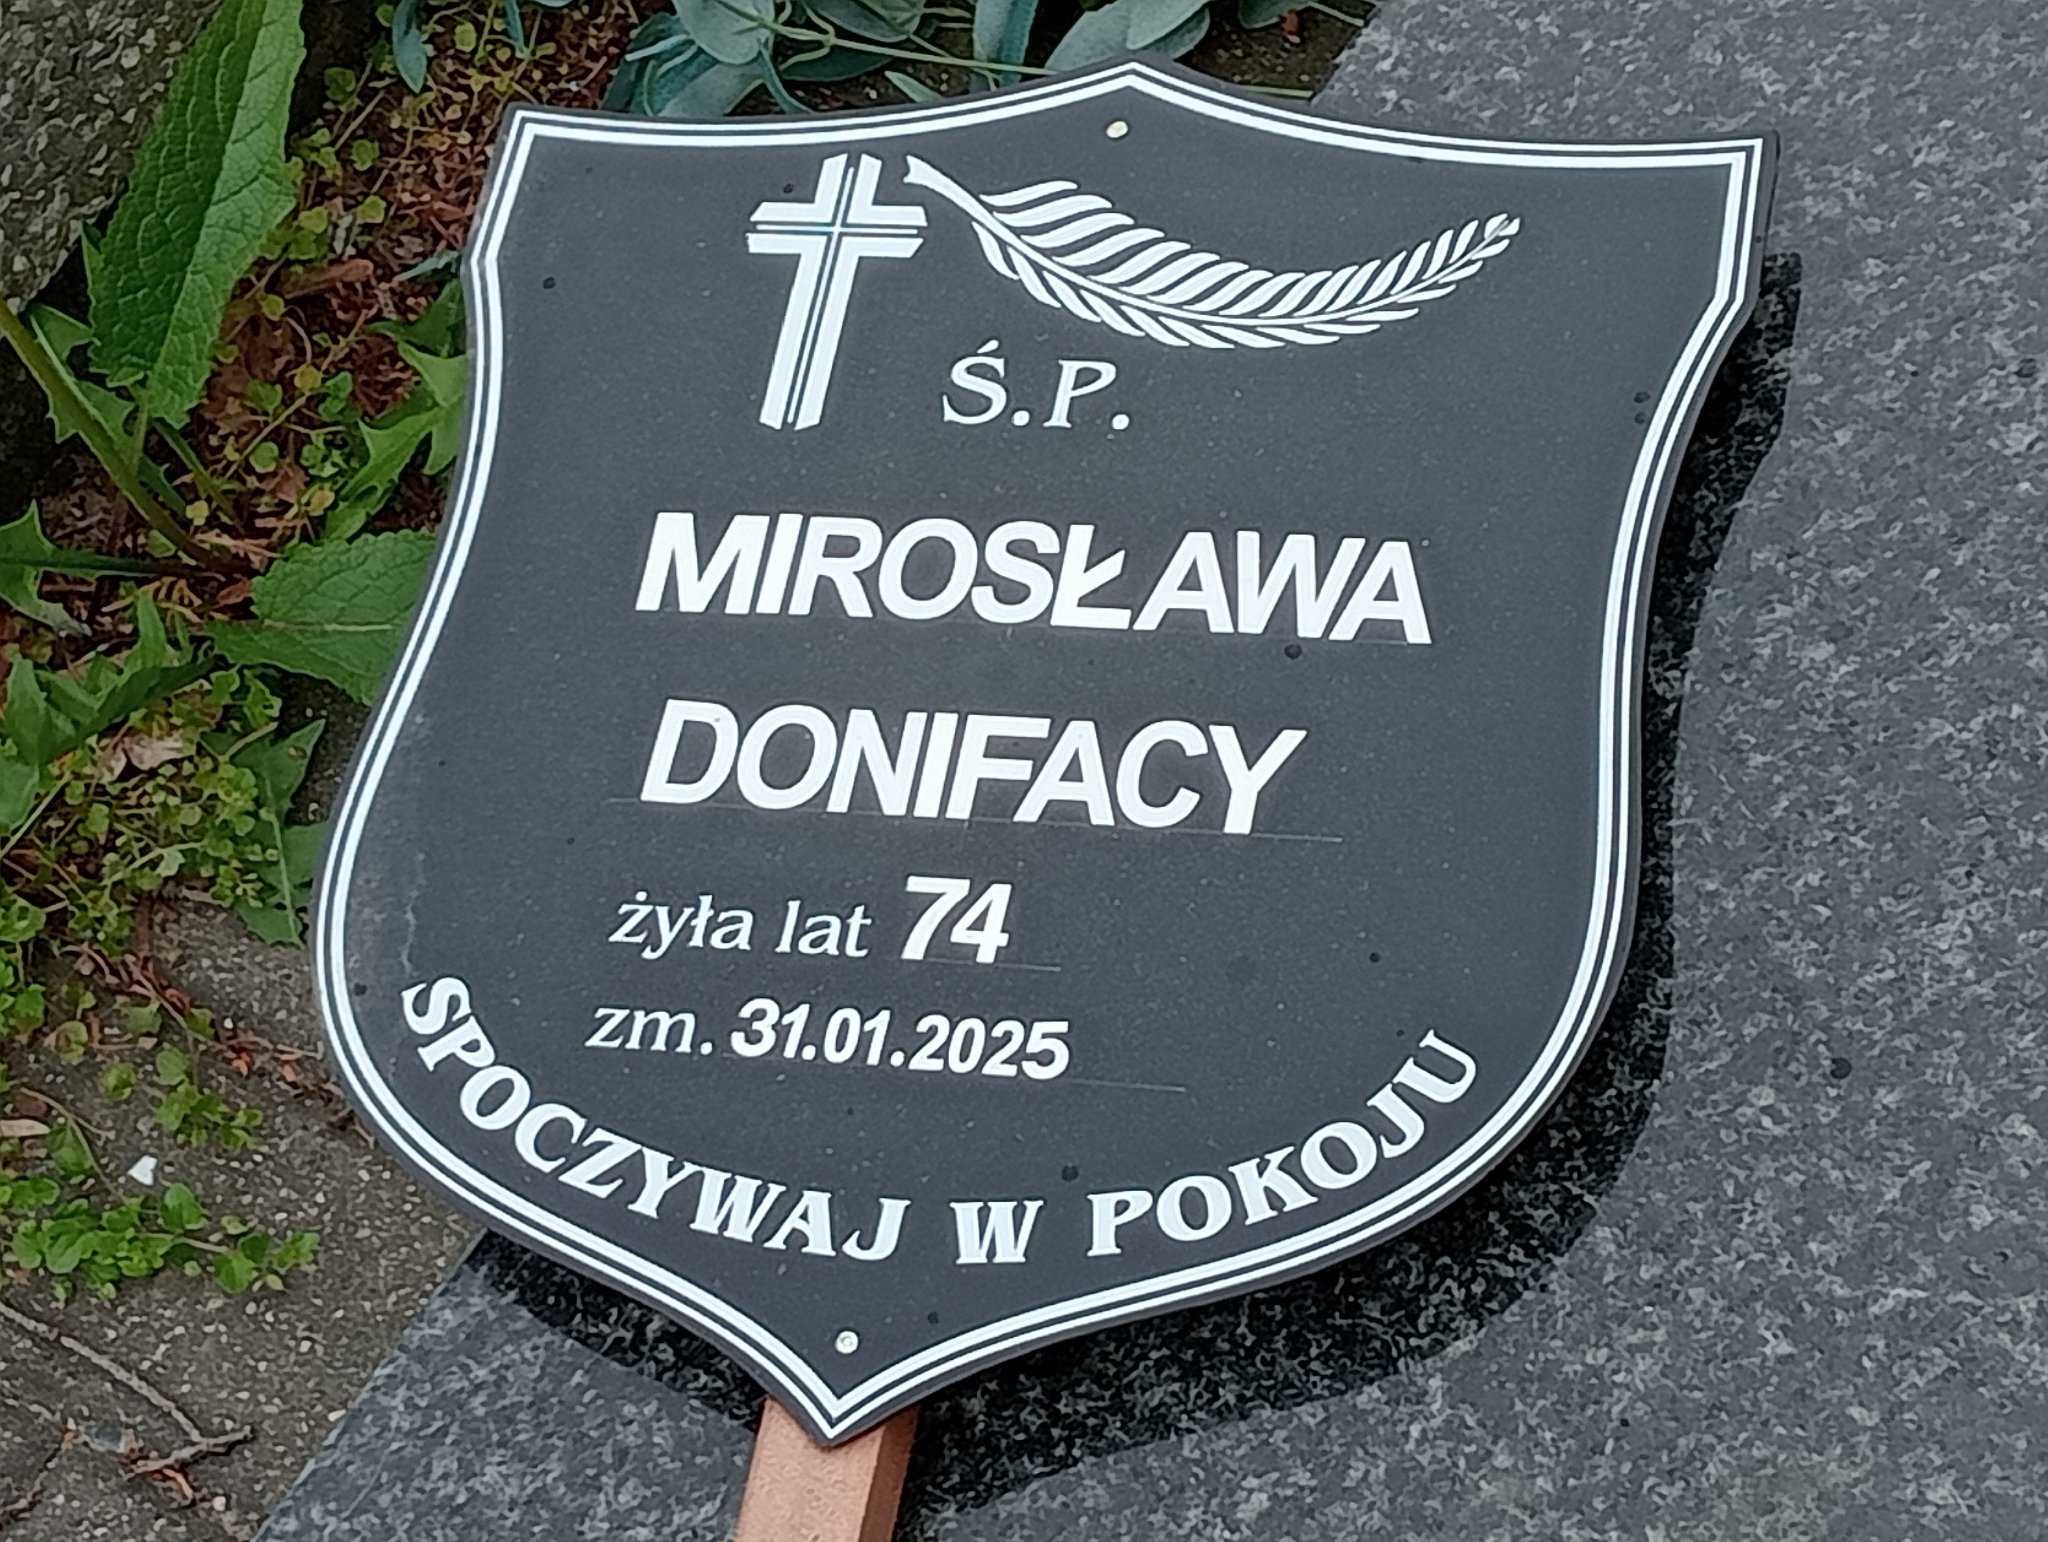 Ś.P.
MIROSŁAWA
DONIFACY
żyła lat 74
zm. 31.01.2025
SPOCZYWAJ W POKOJU